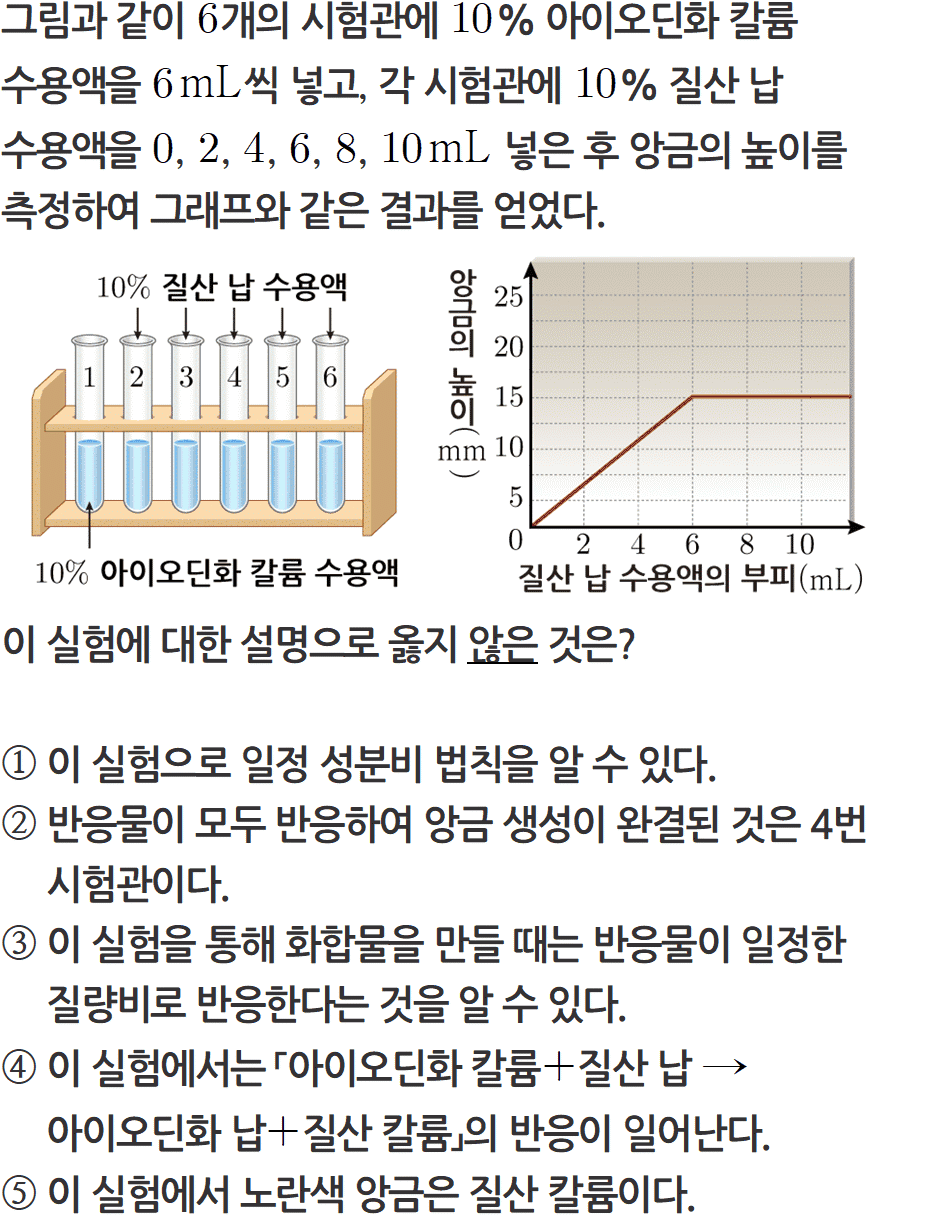 그림과 같이 6개의 시험관에 10% 아이오딘화 칼륨
수용액을 6mL씩 넣고, 각 시험관에 10% 질산 납
수용액을 0, 2, 4, 6, 8, 10mL 넣은 후 앙금의 높이를
측정하여 그래프와 같은 결과를 얻었다.
10% 질산 납 수용액
1 2 3 4 5 6
10% 아이오딘화 칼륨 수용액
앙금의 높이(mm)
25
20
15
10
5
0 2 4 6 8 10
질산 납 수용액의 부피(mL)
이 실험에 대한 설명으로 옳지 않은 것은?
① 이 실험으로 일정 성분비 법칙을 알 수 있다.
② 반응물이 모두 반응하여 앙금 생성이 완결된 것은 4번
시험관이다.
③ 이 실험을 통해 화합물을 만들 때는 반응물이 일정한
질량비로 반응한다는 것을 알 수 있다.
④ 이 실험에서는 「아이오딘화 칼륨+질산 납 →
아이오딘화 납+질산 칼륨」의 반응이 일어난다.
⑤ 이 실험에서 노란색 앙금은 질산 칼륨이다.